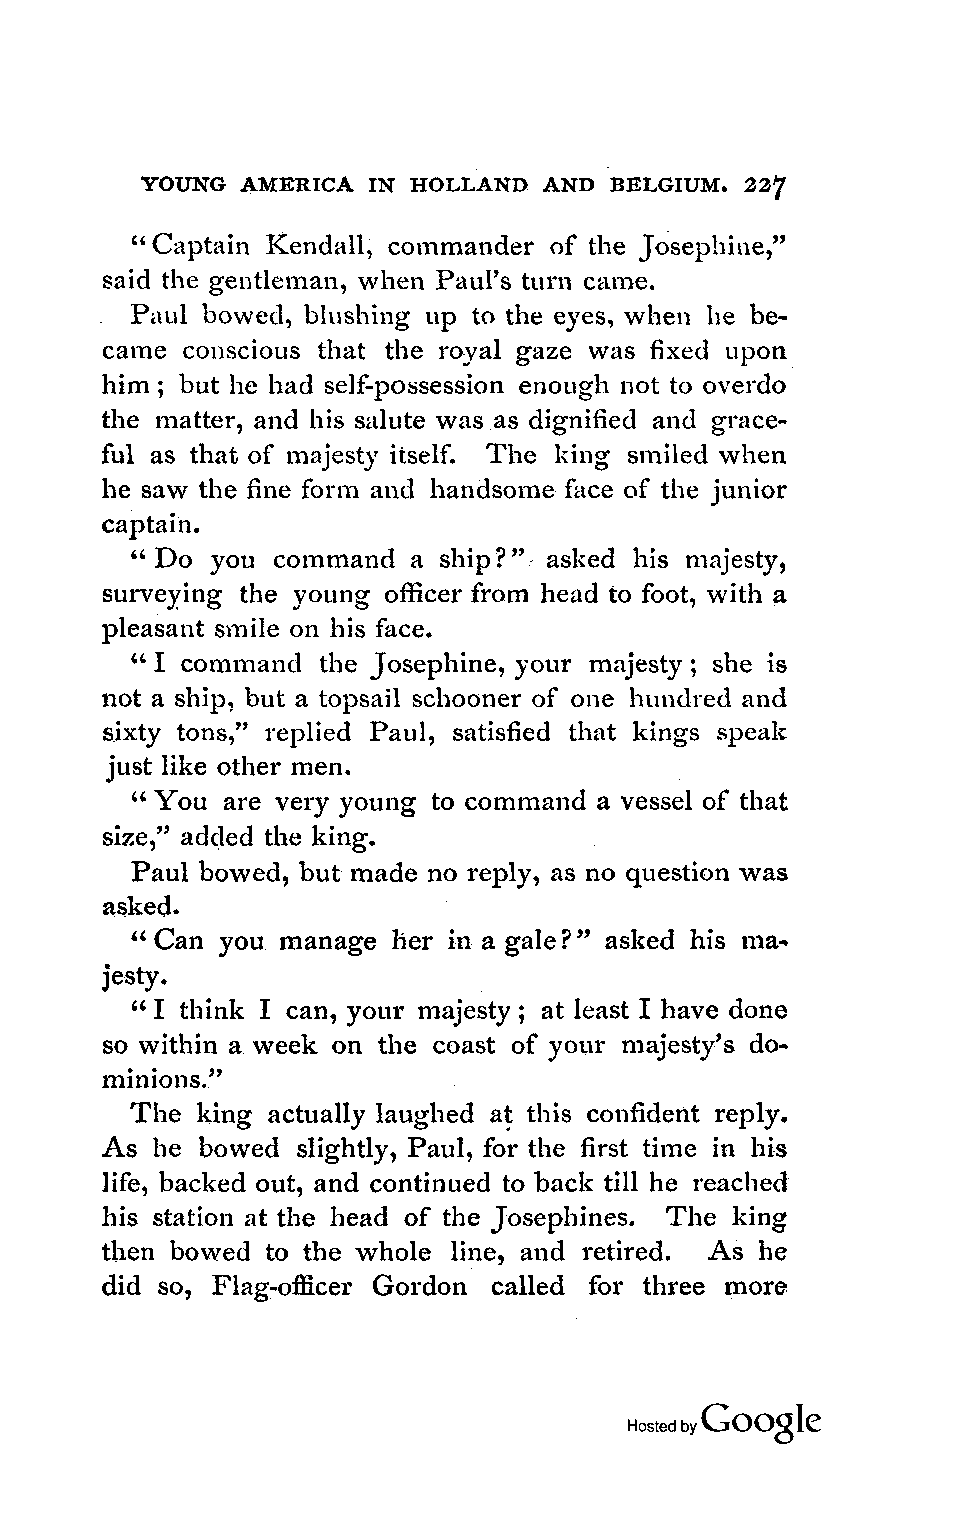 YOUNG AMERICA IN HOLLAND AND BELGIUM. 227
"Captain Kendall, commander of the Josephine,"
said the gentleman, when Paul's turn came.
Paul bowed, blushing up to the eyes, when he be-
came conscious that the royal gaze was fixed upon
him; but he had self-possession enough not to overdo
the matter, and his salute was as dignified and grace-
ful as that of majesty itself. The king smiled when
he saw the fine form and handsome face of the junior
captain.
"Do you command a ship?" asked his majesty,
surveying the young officer from head to foot, with a
pleasant smile on his face.
"I command the Josephine, your majesty; she is
not a ship, but a topsail schooner of one hundred and
sixty tons," replied Paul, satisfied that kings speak
just like other men.
"You are very young to command a vessel of that
size," added the king.
Paul bowed, but made no reply, as no question was
asked.
"Can you manage her in a gale?" asked his ma-
jesty.
"I think I can, your majesty; at least I have done
so within a week on the coast of your majesty's do-
minions."
The king actually laughed at this confident reply.
As he bowed slightly, Paul, for the first time in his
life, backed out, and continued to back till he reached
his station at the head of the Josephines. The king
then bowed to the whole line, and retired. As he
did so, Flag-officer Gordon called for three more
Hosted by Google